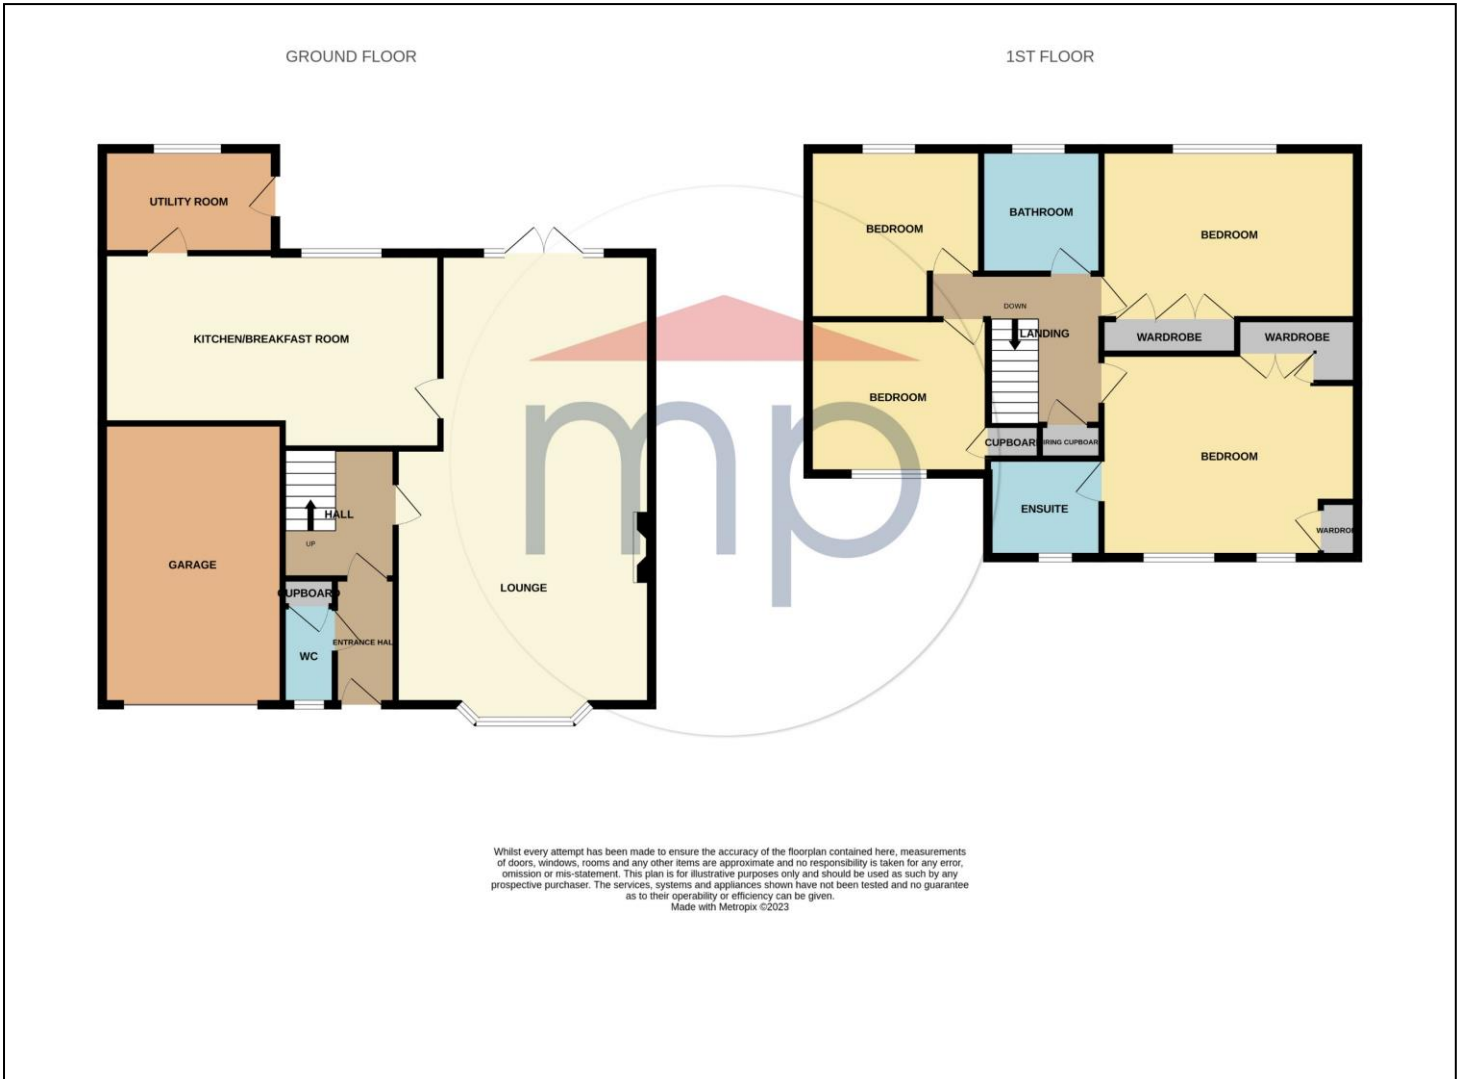 GROUND FLOOR
1ST FLOOR
UTILITY ROOM
KITCHEN/BREAKFAST ROOM
HALL
UP
GARAGE
CUPBOARD
LOUNGE
ENTRANCE HAL
WC
BEDROOM
BATHROOM
BEDROOM
DOWN
LANDING
WARDROBE
WARDROBE
BEDROOM
CUPBOARD
IRING CUPBOAR
BEDROOM
ENSUITE
WARDROB
mp
Whilst every attempt has been made to ensure the accuracy of the floorplan contained here, measurements
of doors, windows, rooms and any other items are approximate and no responsibility is taken for any error,
omission or mis-statement. This plan is for illustrative purposes only and should be used as such by any
prospective purchaser. The services, systems and appliances shown have not been tested and no guarantee
as to their operability or efficiency can be given.
Made with Metropix ©2023